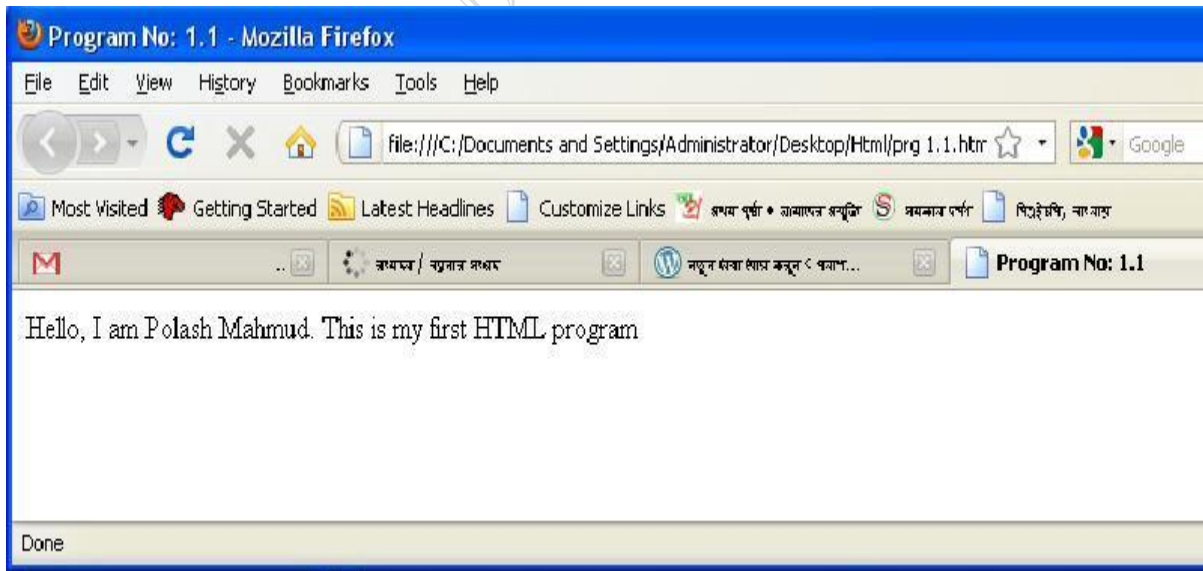 Program No: 1.1 - Mozilla Firefox
File Edit View History Bookmarks Tools Help
file:///C:/Documents and Settings/Administrator/Desktop/Html/prg 1.1.htm Google
Most Visited Getting Started Latest Headlines Customize Links
.. Program No: 1.1
Hello, I am Polash Mahmud. This is my first HTML program
Done